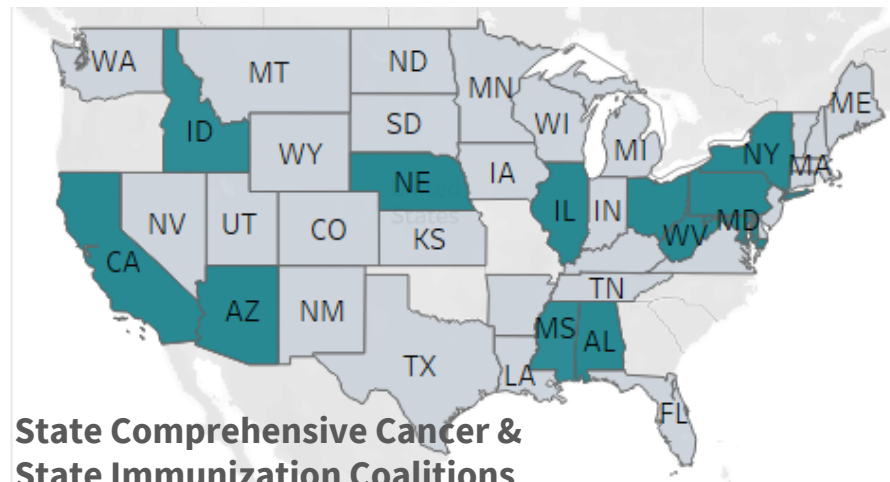 WA
MT
ND
MN
ME
ID
SD
WI
MI
NY
MA
WY
NE
IA
NV
UT
CO
States
KS
IL
IN
WV
MD
CA
AZ
NM
TN
TX
MS
AL
LA
FL
State Comprehensive Cancer &
State Immunization Coalitions